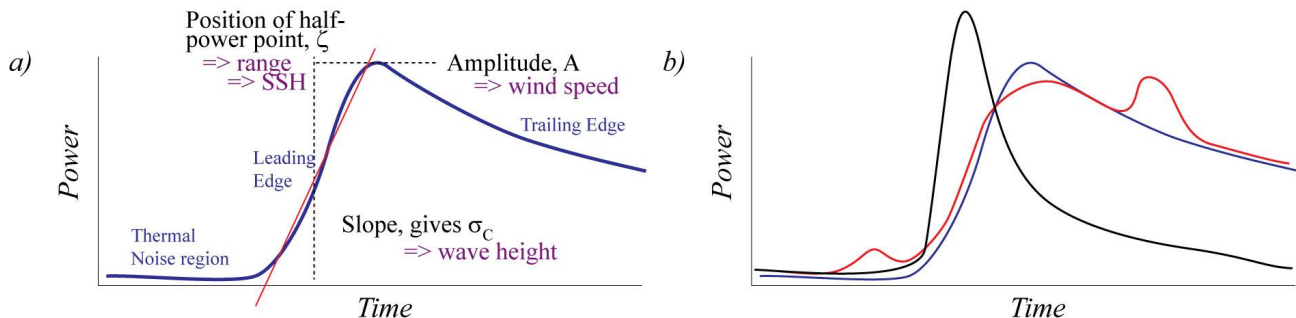 a)
Position of half-
power point, ζ
=> range
=> SSH
Amplitude, A
=> wind speed
Trailing Edge
Leading
Edge
Slope, gives σC
=> wave height
Thermal
Noise region
Power
Time
b)
Power
Time